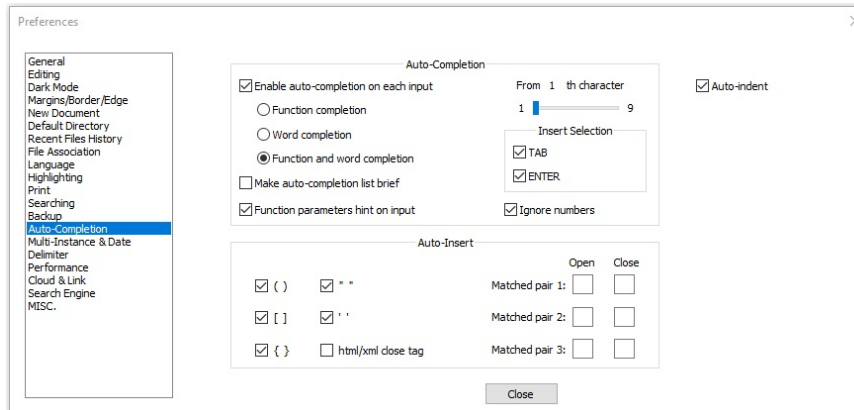 Preferences
General
Editing
Dark Mode
Margins/Border/Edge
New Document
Default Directory
Recent Files History
File Association
Language
Highlighting
Print
Searching
Backup
Auto-Completion
Multi-Instance & Date
Delimiter
Performance
Cloud & Link
Search Engine
MISC.
Auto-Completion
Enable auto-completion on each input
Function completion
Word completion
Function and word completion
Make auto-completion list brief
Function parameters hint on input
From 1 th character
1 9
Insert Selection
TAB
ENTER
Ignore numbers
Auto-indent
Auto-Insert
Open Close
( ) " " Matched pair 1:
[ ] ' ' Matched pair 2:
{ } html/xml close tag Matched pair 3:
Close